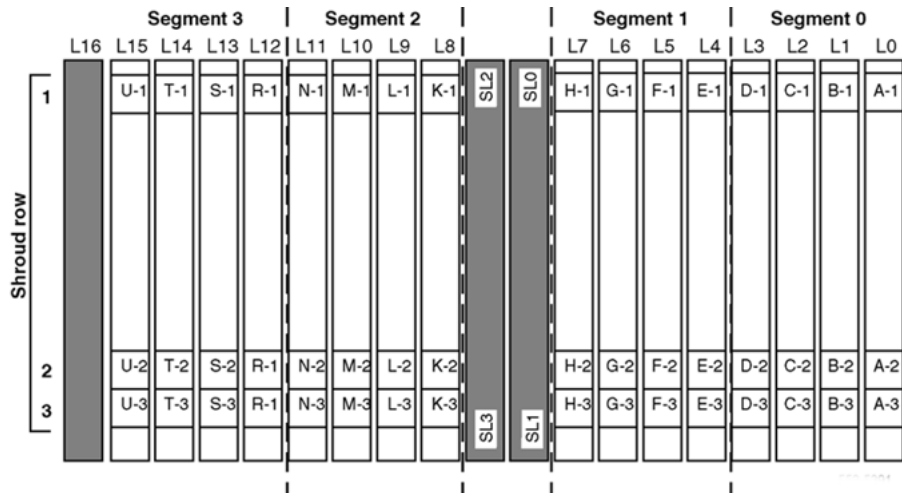 Segment 3 Segment 2 Segment 1 Segment 0
L16 L15 L14 L13 L12 L11 L10 L9 L8 L7 L6 L5 L4 L3 L2 L1 L0
1 U-1 T-1 S-1 R-1 N-1 M-1 L-1 K-1 SL2 SL0 H-1 G-1 F-1 E-1 D-1 C-1 B-1 A-1
Shroud row
2 U-2 T-2 S-2 R-1 N-2 M-2 L-2 K-2 H-2 G-2 F-2 E-2 D-2 C-2 B-2 A-2
3 U-3 T-3 S-3 R-1 N-3 M-3 L-3 K-3 H-3 G-3 F-3 E-3 D-3 C-3 B-3 A-3
SL3 SL1